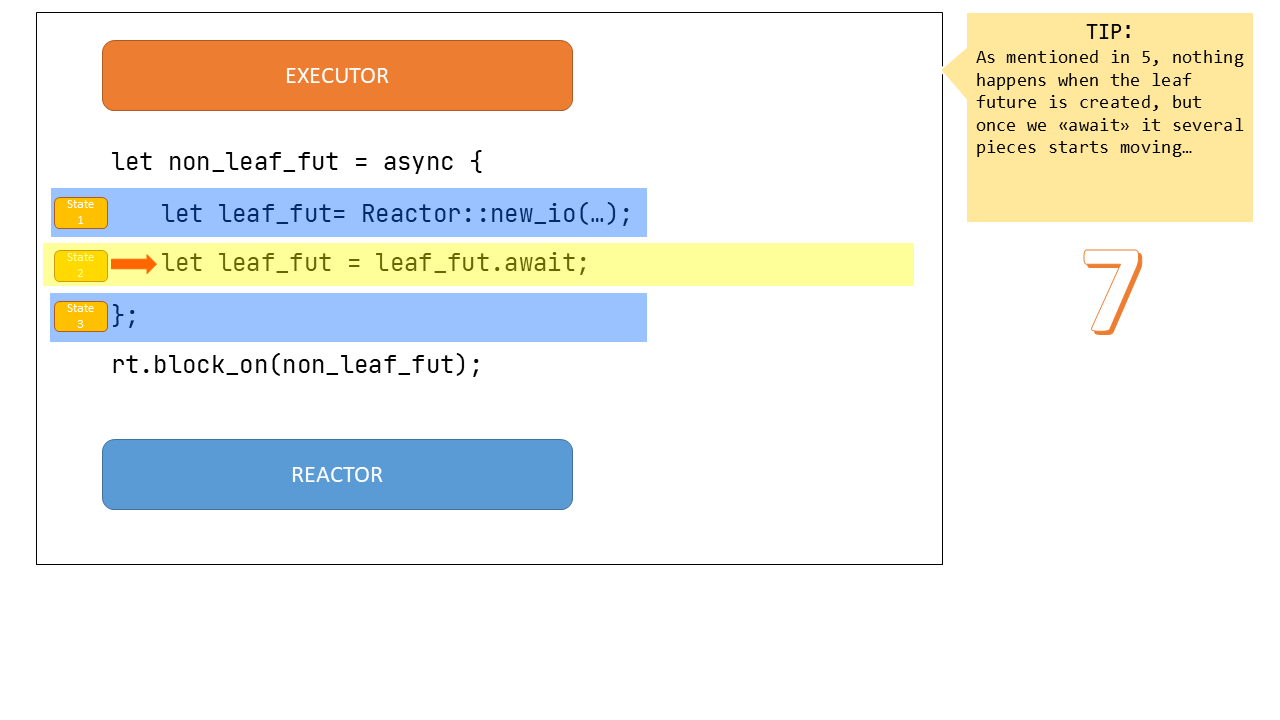 EXECUTOR
let non_leaf_fut = async {
State
1
let leaf_fut= Reactor::new_io(…);
State
2
let leaf_fut = leaf_fut.await;
State
3
};
rt.block_on(non_leaf_fut);
REACTOR
TIP:
As mentioned in 5, nothing
happens when the leaf
future is created, but
once we «await» it several
pieces starts moving…
7